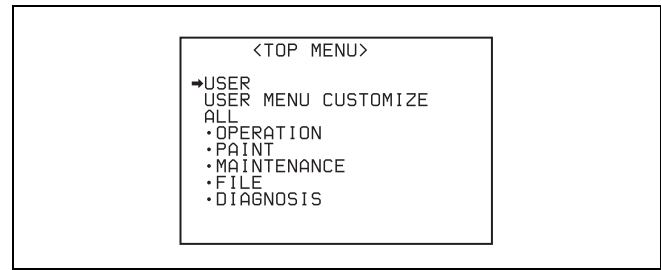 <TOP MENU>
➡USER
USER MENU CUSTOMIZE
ALL
·OPERATION
·PAINT
·MAINTENANCE
·FILE
·DIAGNOSIS